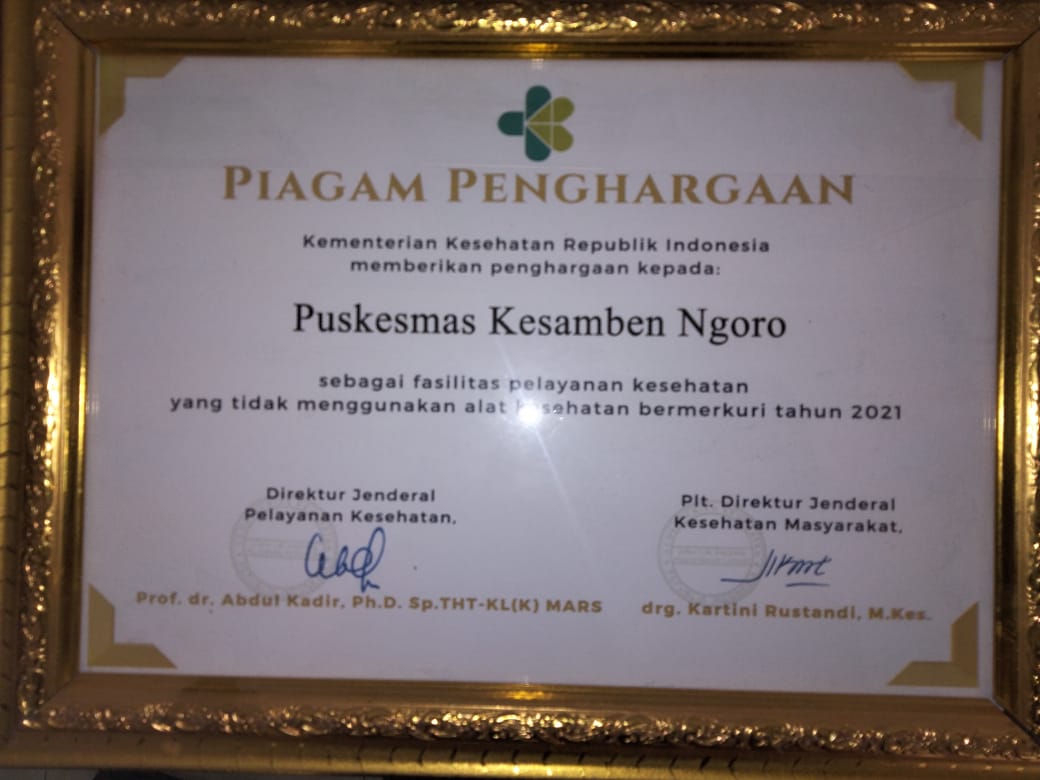 PIAGAM PENGHARGAAN
Kementerian Kesehatan Republik Indonesia
memberikan penghargaan kepada:
Puskesmas Kesamben Ngoro
sebagai fasilitas pelayanan kesehatan
yang tidak menggunakan alat kesehatan bermerkuri tahun 2021
Direktur Jenderal
Pelayanan Kesehatan,
Prof. dr. Abdul Kadir, Ph.D. Sp.THT-KL(K) MARS
Plt. Direktur Jenderal
Kesehatan Masyarakat,
drg. Kartini Rustandi, M.Kes.